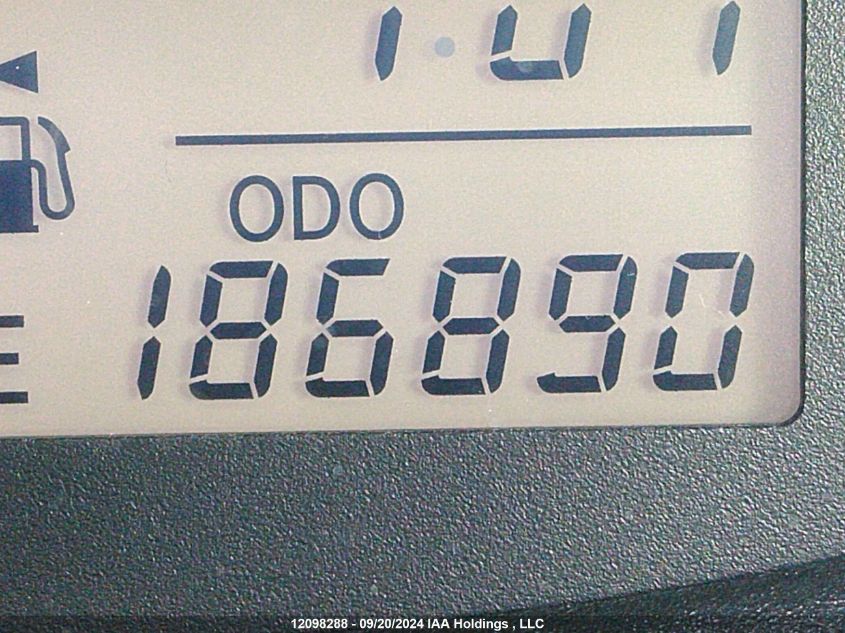 ODO
186890
E
12098288 - 09/20/2024 IAA Holdings , LLC